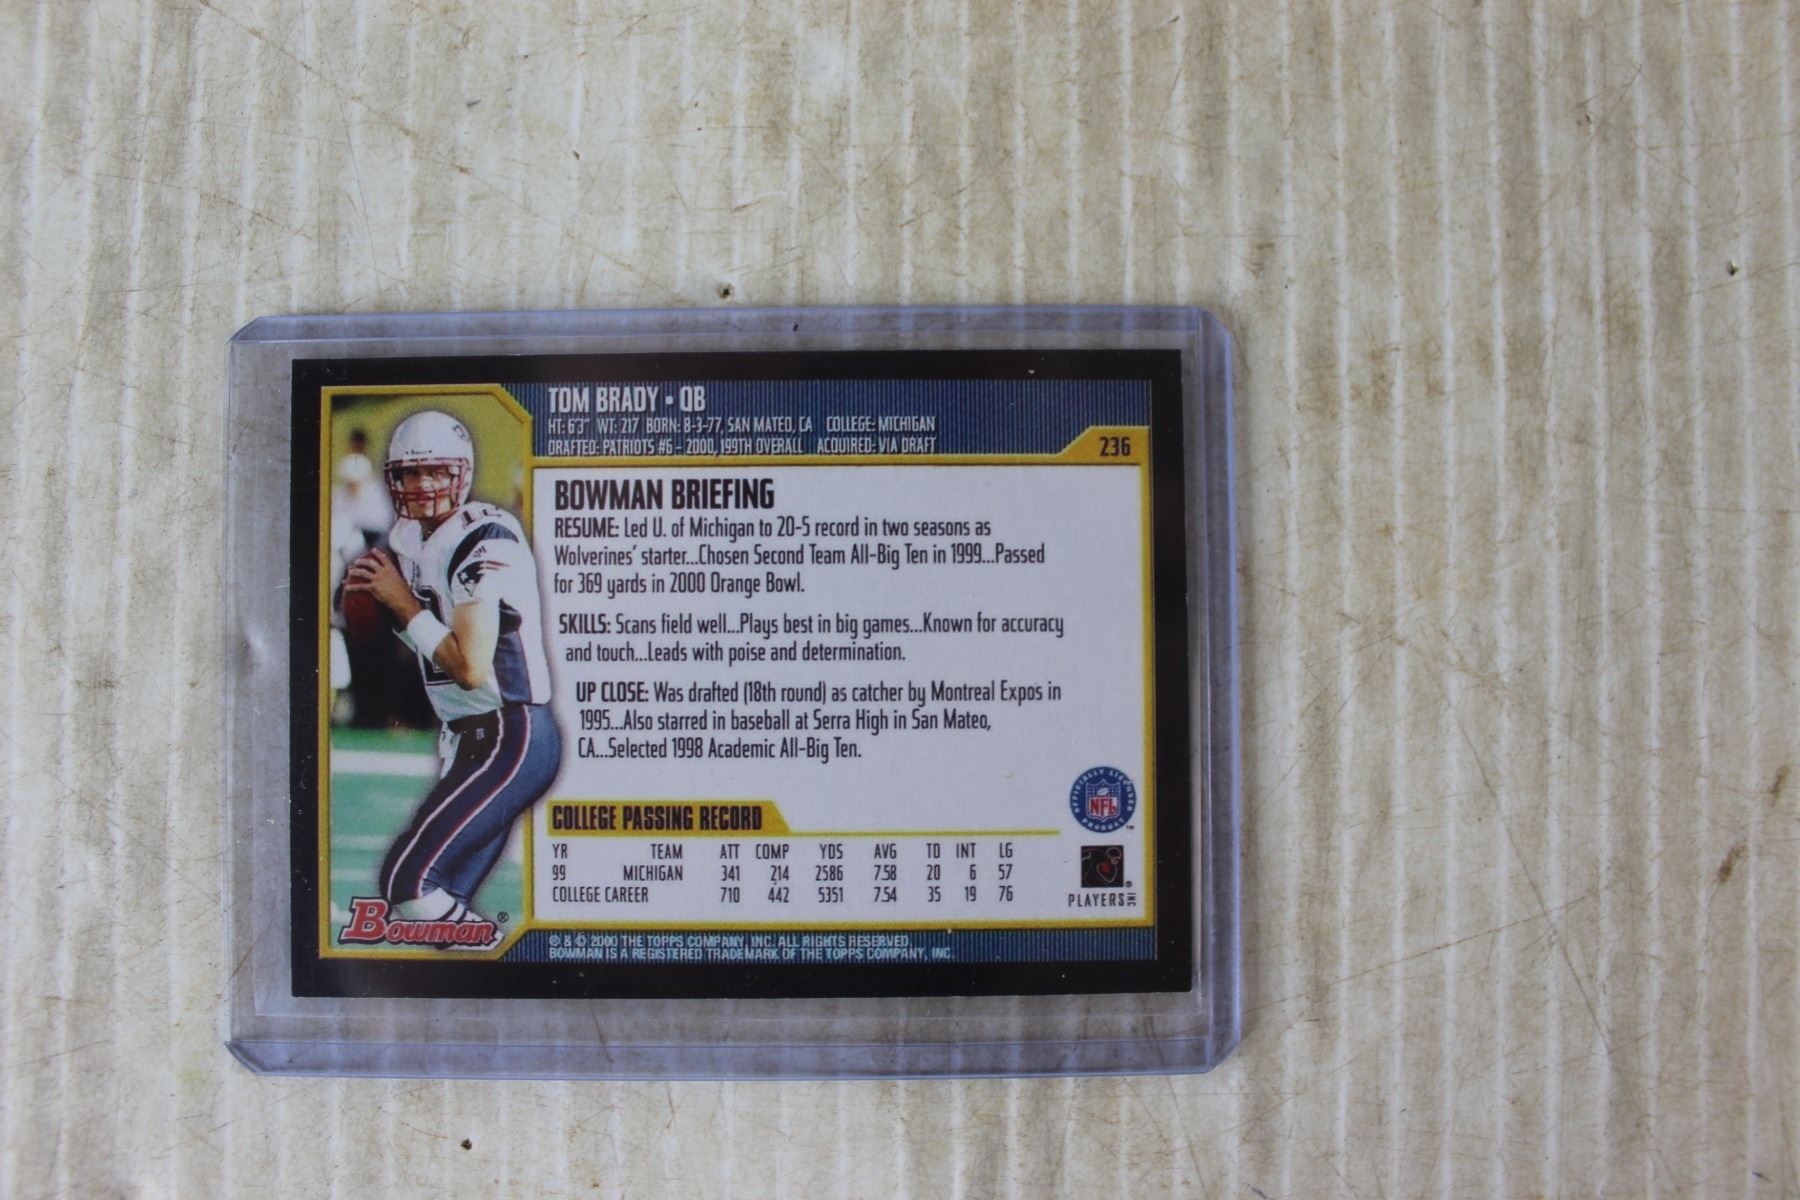 TOM BRADY • QB
HT: 6'3" WT: 217 BORN: 8-3-77, SAN MATEO, CA COLLEGE: MICHIGAN
DRAFTED: PATRIOTS #6 – 2000, 199TH OVERALL ACQUIRED: VIA DRAFT
236
BOWMAN BRIEFING
RESUME: Led U. of Michigan to 20-5 record in two seasons as
Wolverines' starter...Chosen Second Team All-Big Ten in 1999...Passed
for 369 yards in 2000 Orange Bowl.
SKILLS: Scans field well...Plays best in big games...Known for accuracy
and touch...Leads with poise and determination.
UP CLOSE: Was drafted (18th round) as catcher by Montreal Expos in
1995...Also starred in baseball at Serra High in San Mateo,
CA...Selected 1998 Academic All-Big Ten.
COLLEGE PASSING RECORD
YR TEAM ATT COMP YDS AVG TD INT LG
99 MICHIGAN 341 214 2586 7.58 20 6 57
COLLEGE CAREER 710 442 5351 7.54 35 19 76
OFFICIALLY LICENSED
NFL
PRODUCT ™
PLAYERS INC ®
Bowman ®
® & © 2000 THE TOPPS COMPANY, INC. ALL RIGHTS RESERVED.
BOWMAN IS A REGISTERED TRADEMARK OF THE TOPPS COMPANY, INC.